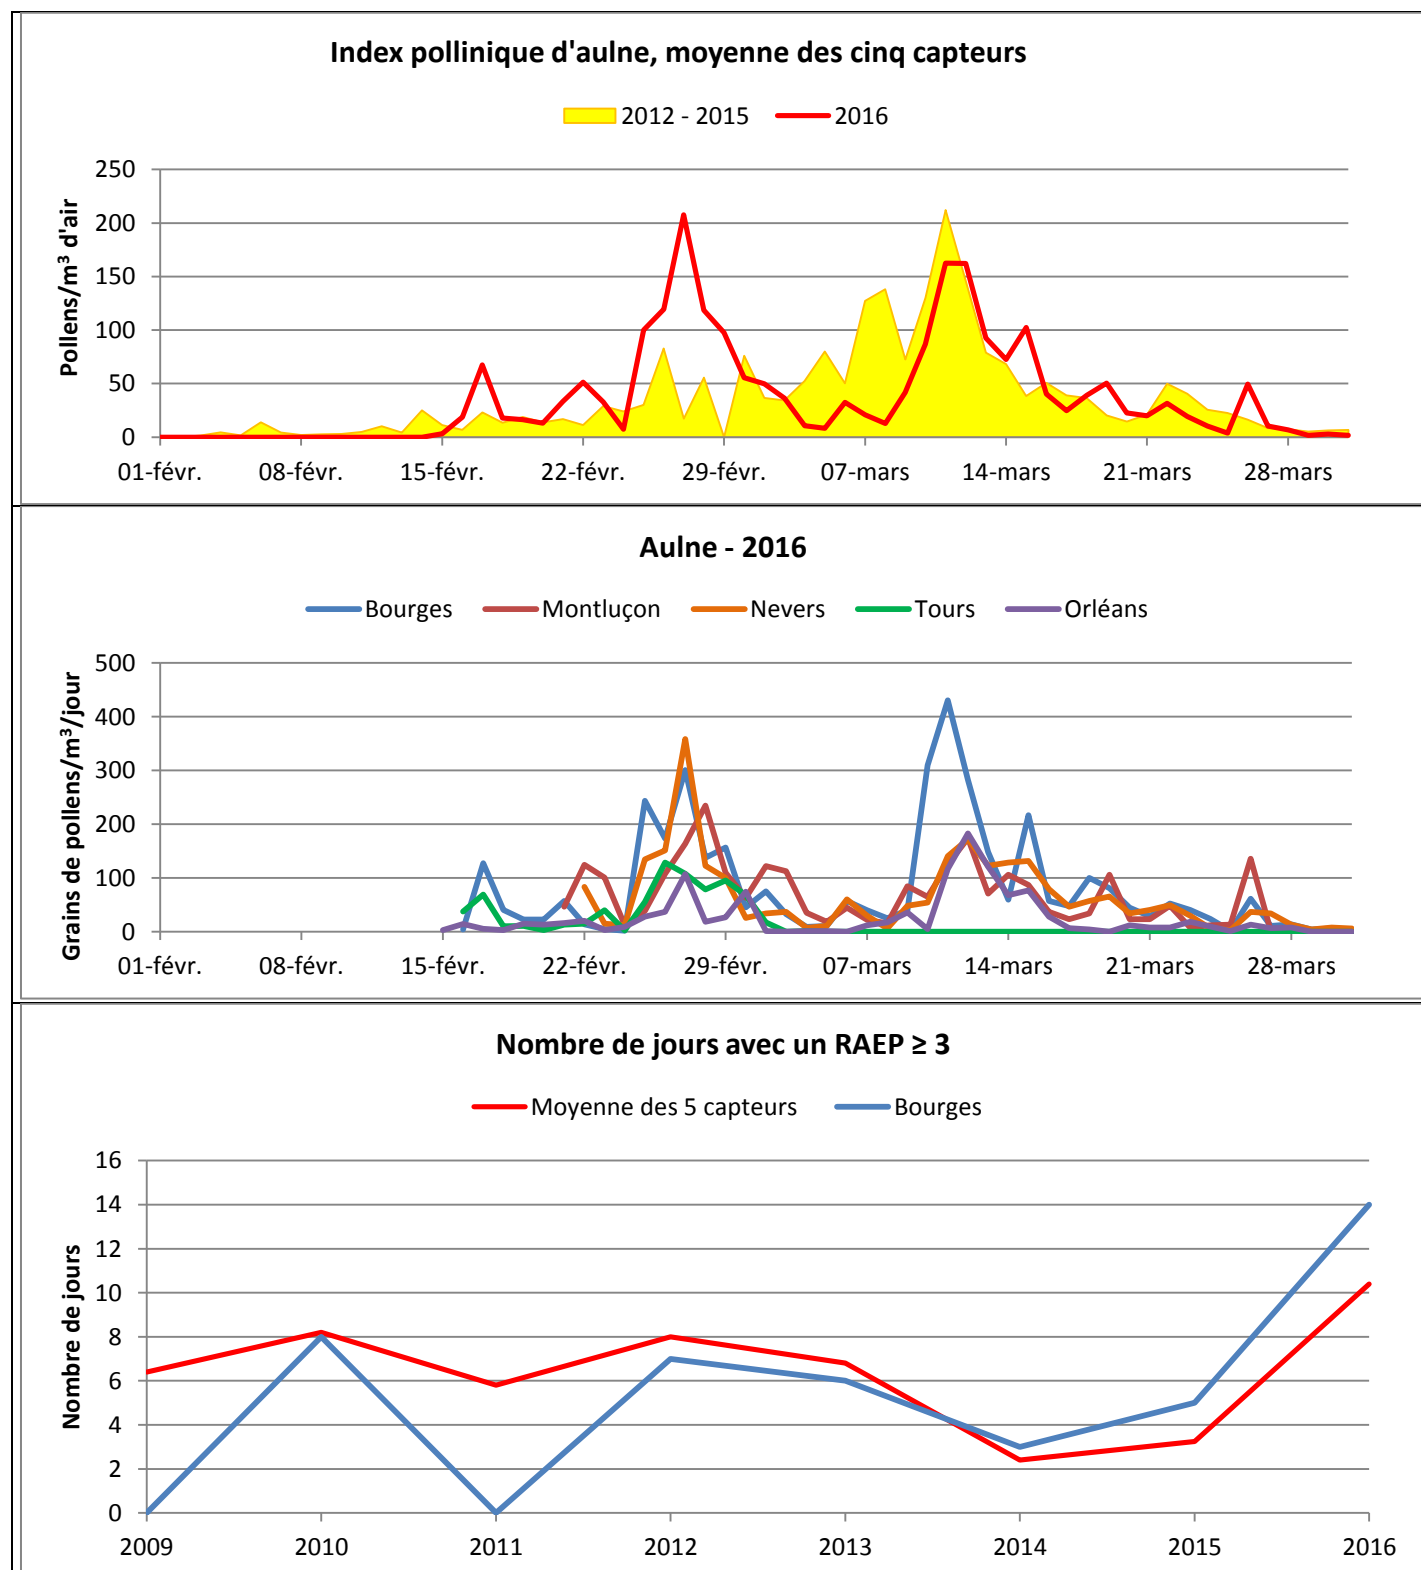 Index pollinique d'aulne, moyenne des cinq capteurs
2012 - 2015 2016
Pollens/m³ d'air
250
200
150
100
50
0
01-févr. 08-févr. 15-févr. 22-févr. 29-févr. 07-mars 14-mars 21-mars 28-mars
Aulne - 2016
Bourges Montluçon Nevers Tours Orléans
Grains de pollens/m³/jour
500
400
300
200
100
0
01-févr. 08-févr. 15-févr. 22-févr. 29-févr. 07-mars 14-mars 21-mars 28-mars
Nombre de jours avec un RAEP ≥ 3
Moyenne des 5 capteurs Bourges
Nombre de jours
16
14
12
10
8
6
4
2
0
2009 2010 2011 2012 2013 2014 2015 2016